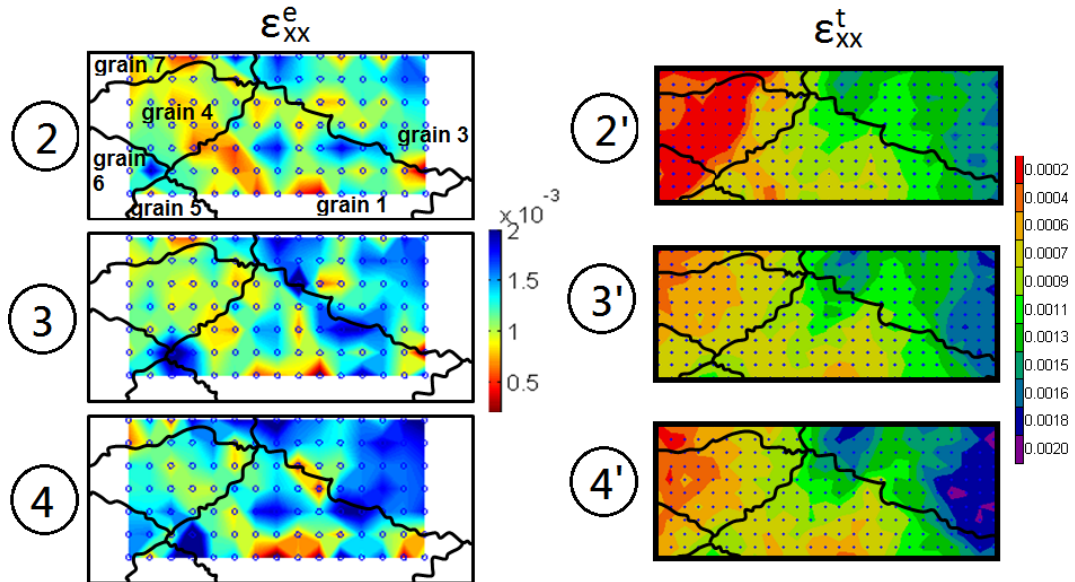 ε_xx^e
ε_xx^t
grain 7
grain 4
grain 3
grain
6
grain 5
grain 1
2
3
4
x 10^-3
2
1.5
1
0.5
2'
3'
4'
0.0002
0.0004
0.0006
0.0007
0.0009
0.0011
0.0013
0.0015
0.0016
0.0018
0.0020